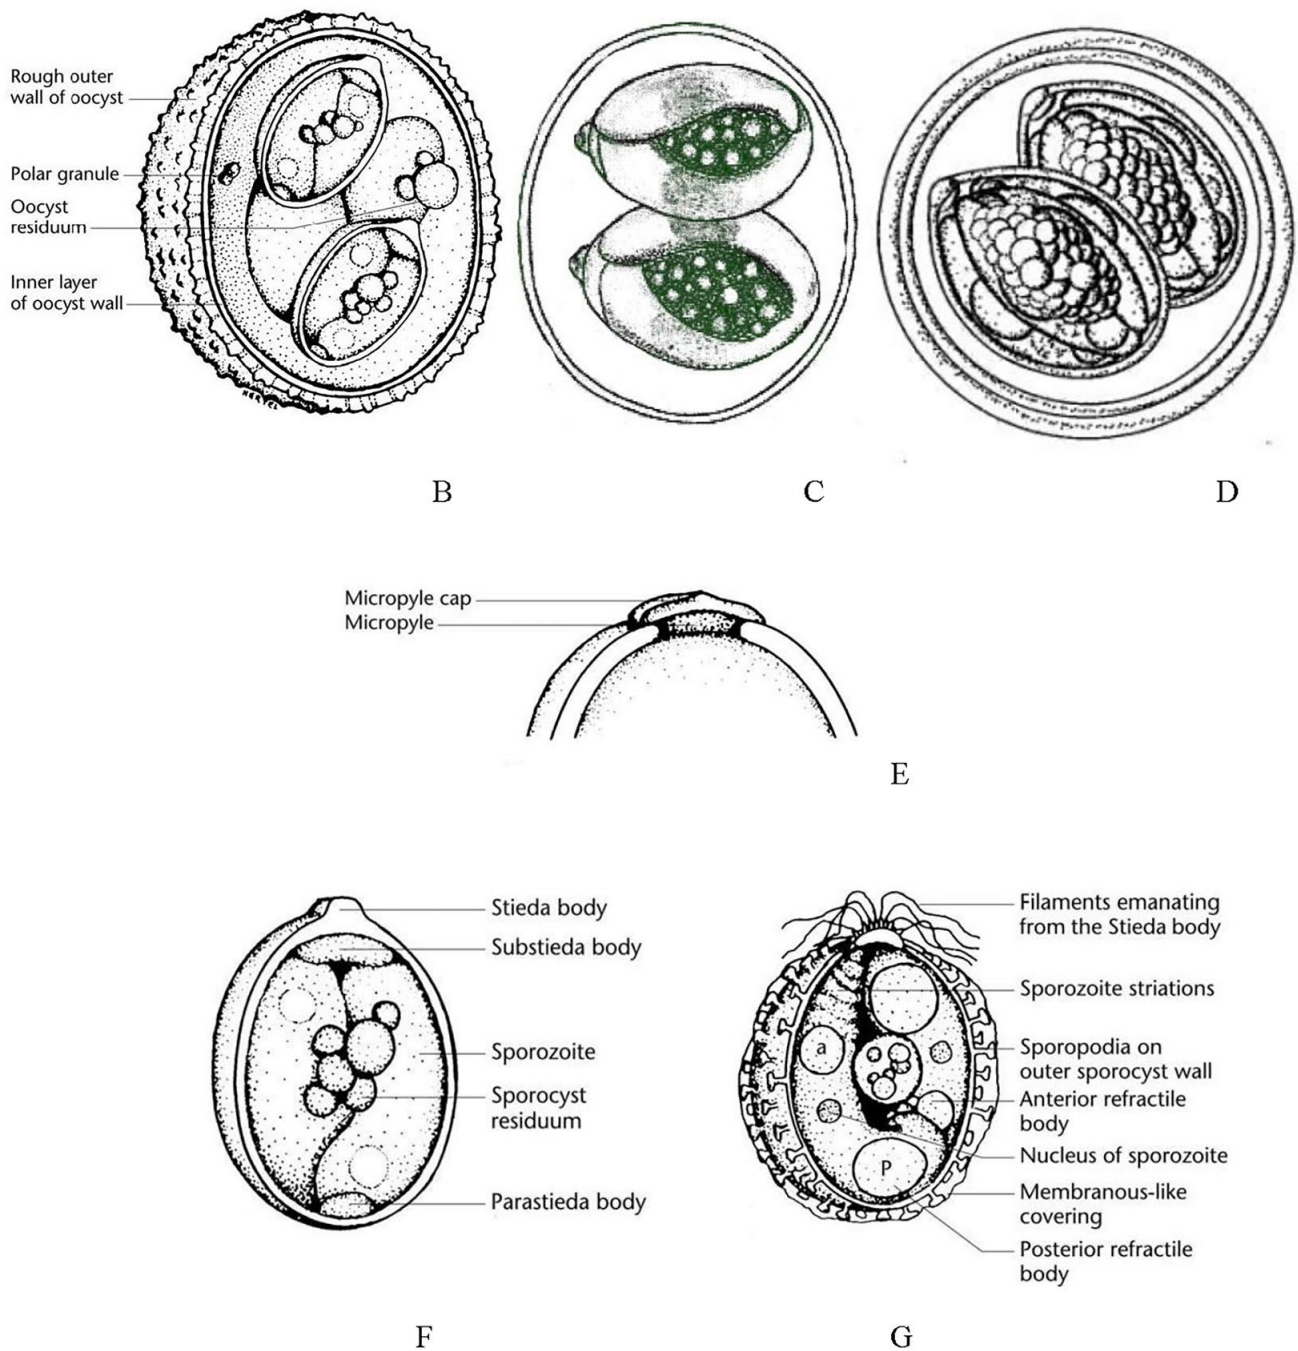 Rough outer
wall of oocyst
Polar granule
Oocyst
residuum
Inner layer
of oocyst wall
HERTEL
B
C
D
Micropyle cap
Micropyle
E
Stieda body
Substieda body
Sporozoite
Sporocyst
residuum
Parastieda body
F
Filaments emanating
from the Stieda body
Sporozoite striations
a
Sporopodia on
outer sporocyst wall
Anterior refractile
body
Nucleus of sporozoite
P
Membranous-like
covering
Posterior refractile
body
G